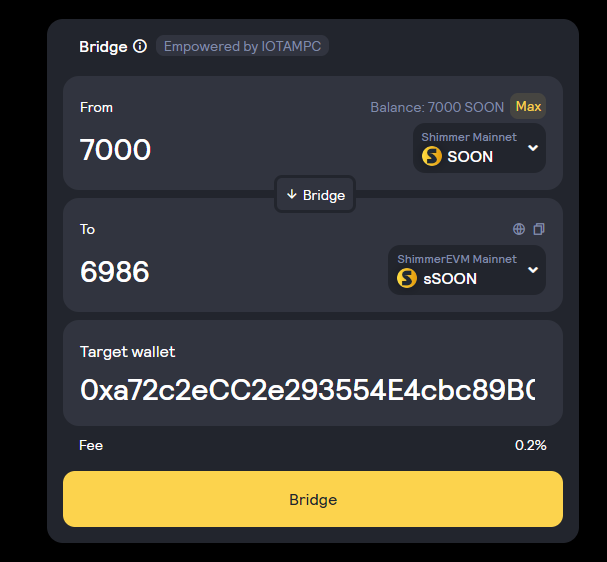 Bridge Empowered by IOTAMPC
From Balance: 7000 SOON Max
7000 Shimmer Mainnet
SOON
Bridge
To
6986 ShimmerEVM Mainnet
sSOON
Target wallet
0xa72c2eCC2e293554E4cbc89B
Fee 0.2%
Bridge